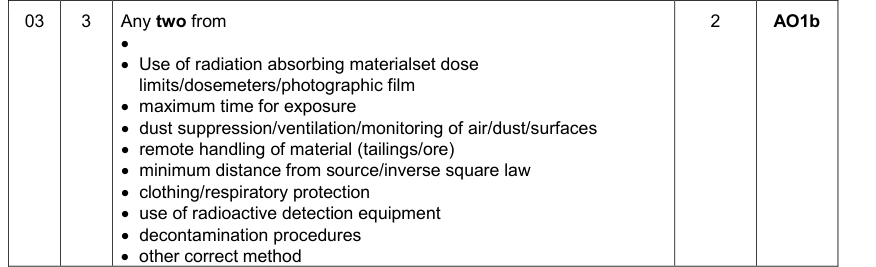 03 3 Any two from 2 AO1b
•
• Use of radiation absorbing materialset dose
limits/dosemeters/photographic film
• maximum time for exposure
• dust suppression/ventilation/monitoring of air/dust/surfaces
• remote handling of material (tailings/ore)
• minimum distance from source/inverse square law
• clothing/respiratory protection
• use of radioactive detection equipment
• decontamination procedures
• other correct method